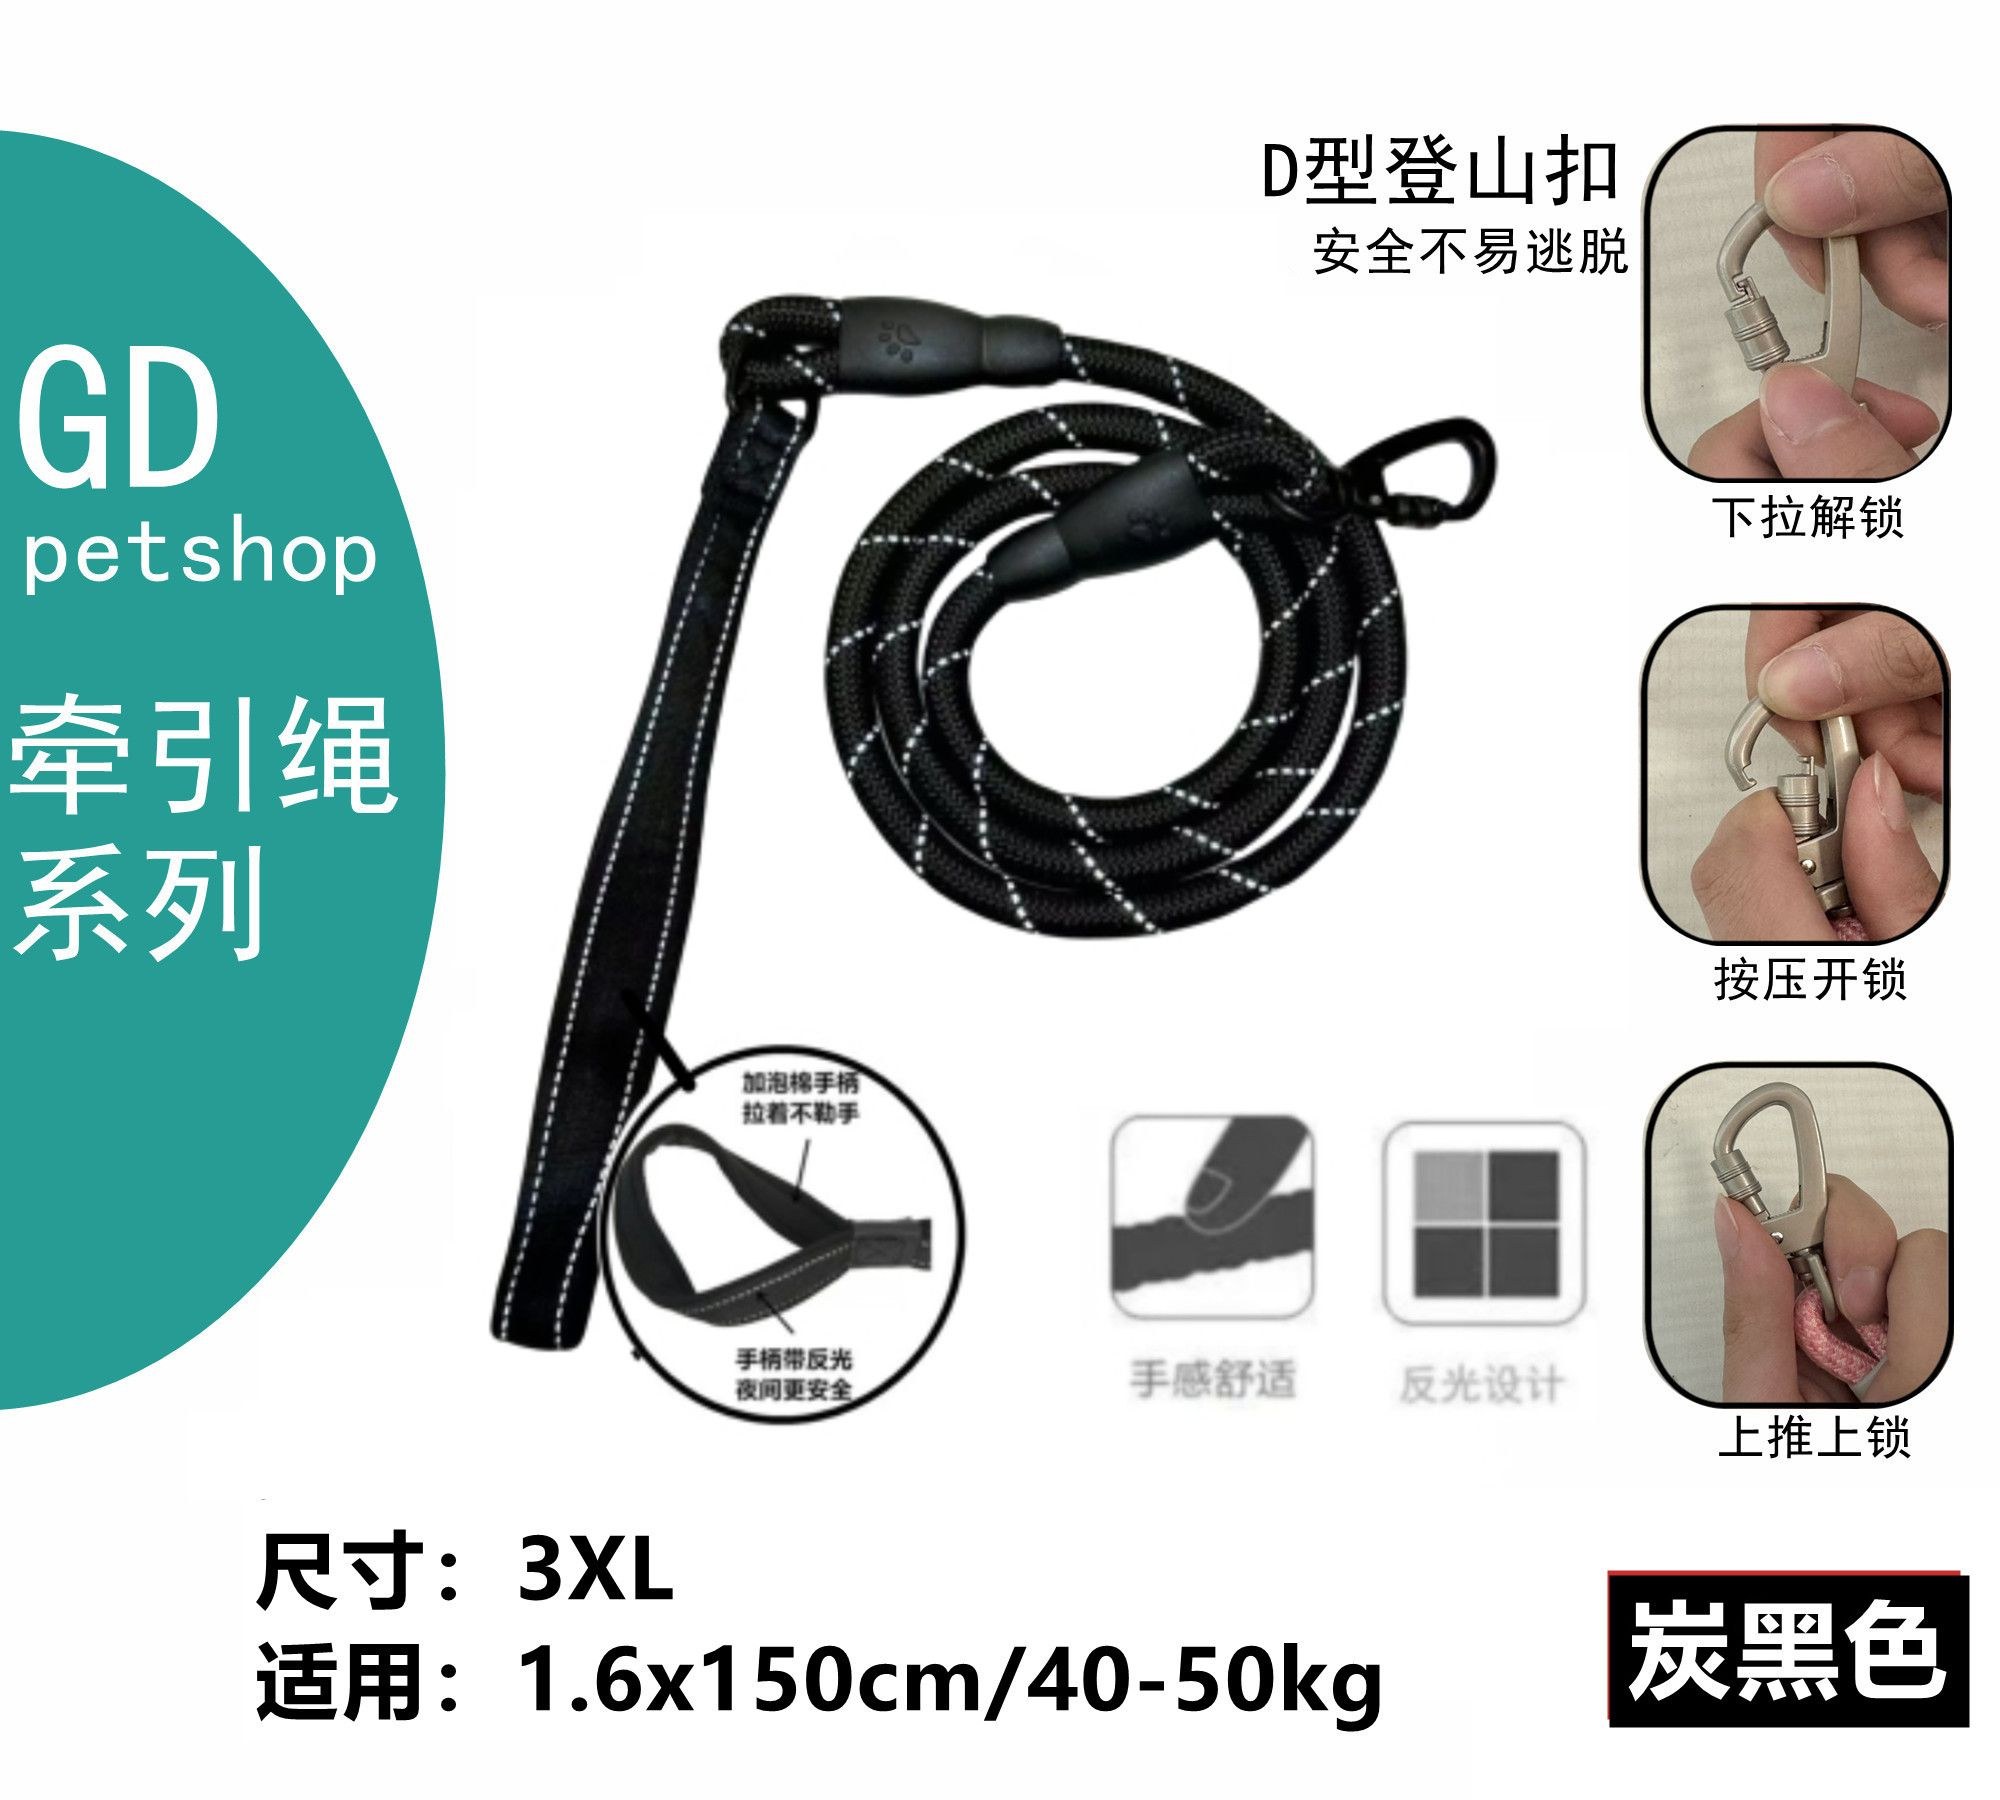 GD
petshop
牵引绳
系列
D型登山扣
安全不易逃脱
下拉解锁
按压开锁
上推上锁
加泡棉手柄
拉着不勒手
手柄带反光
夜间更安全
手感舒适
反光设计
尺寸：3XL
适用：1.6x150cm/40-50kg
炭黑色